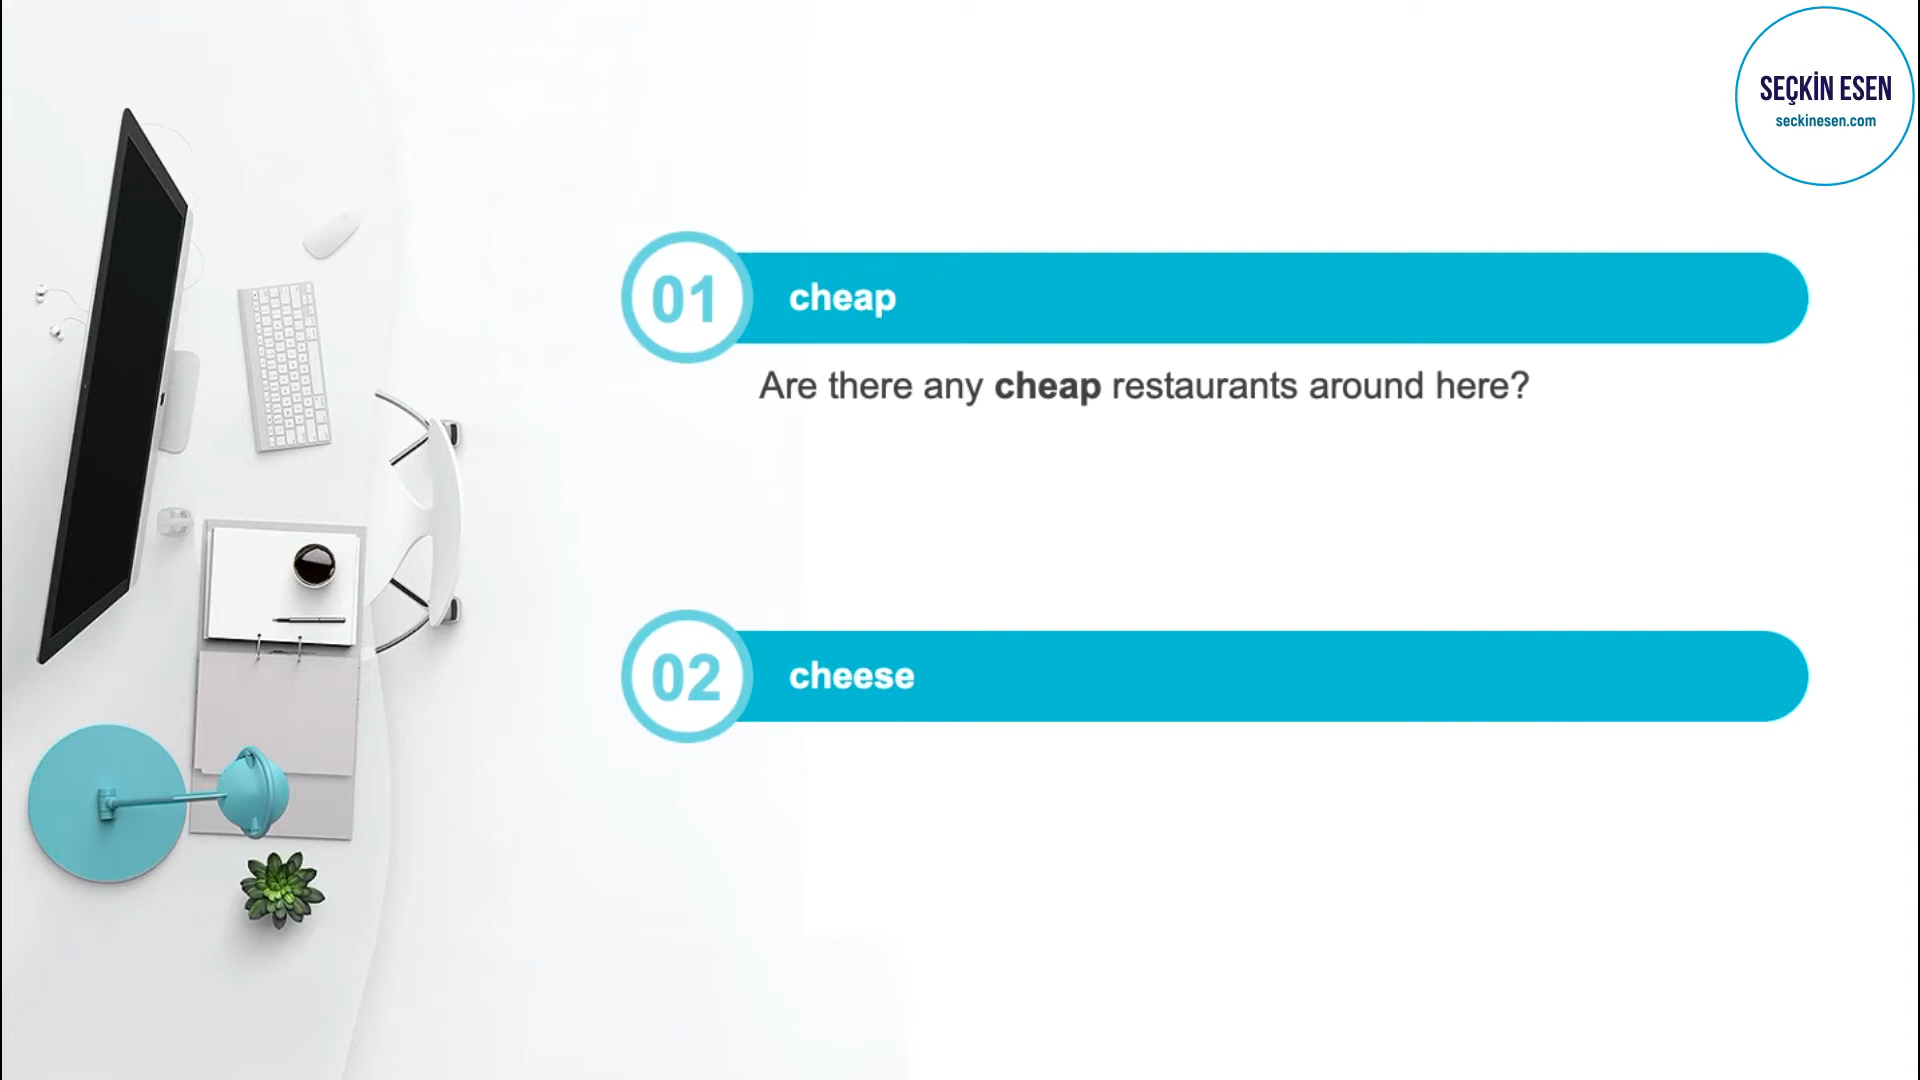 SEÇKİN ESEN
seckinesen.com
01 cheap
Are there any cheap restaurants around here?
02 cheese